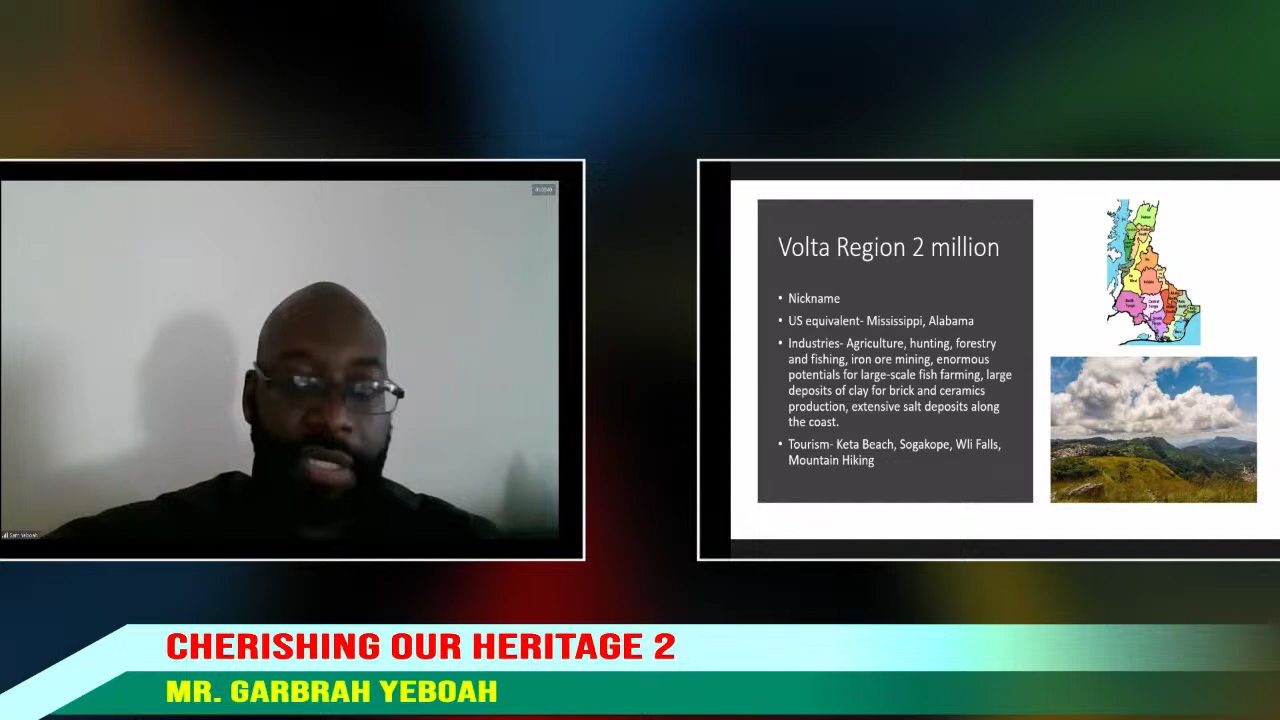 Volta Region 2 million
• Nickname
• US equivalent- Mississippi, Alabama
• Industries- Agriculture, hunting, forestry
and fishing, iron ore mining, enormous
potentials for large-scale fish farming, large
deposits of clay for brick and ceramics
production, extensive salt deposits along
the coast.
• Tourism- Keta Beach, Sogakope, Wli Falls,
Mountain Hiking
CHERISHING OUR HERITAGE 2
MR. GARBRAH YEBOAH